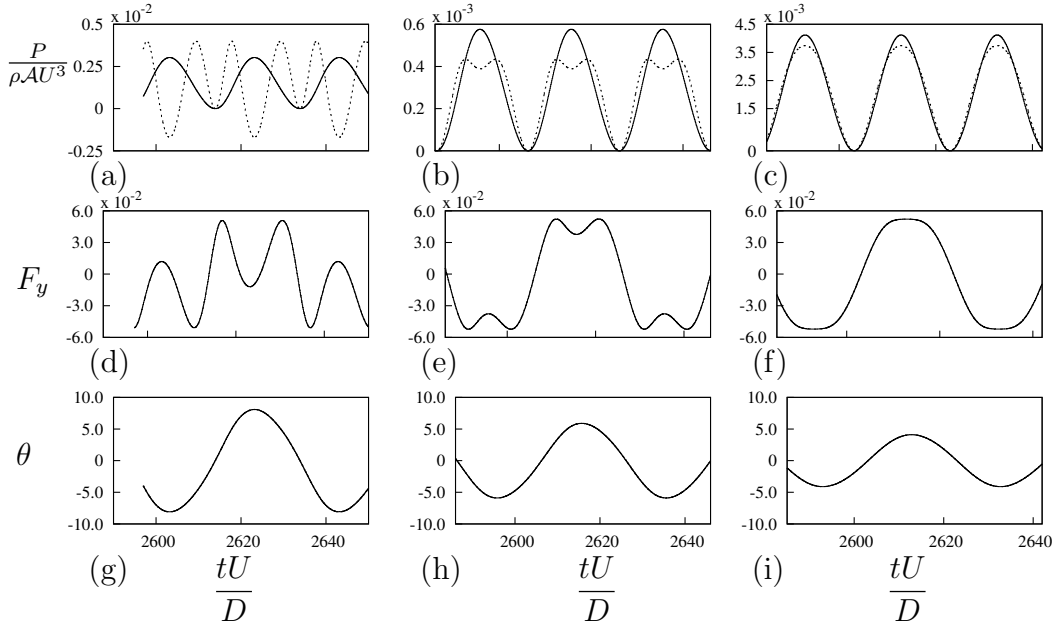 x 10-2 x 10-3 x 10-3
P/ρAU3
0.5 0.25 0 -0.25
0.6 0.4 0.2 0
4.5 3.5 1.5 0
(a) (b) (c)
x 10-2 x 10-2 x 10-2
Fy
6.0 3.0 0 -3.0 -6.0
6.0 3.0 0 -3.0 -6.0
6.0 3.0 0 -3.0 -6.0
2600 2620 2640
(d) (e) (f)
θ
10.0 5.0 0 -5.0 -10.0
10.0 5.0 0 -5.0 -10.0
10.0 5.0 0 -5.0 -10.0
2600 2620 2640 2600 2620 2640 2600 2620 2640
(g) (h) (i)
tU/D tU/D tU/D